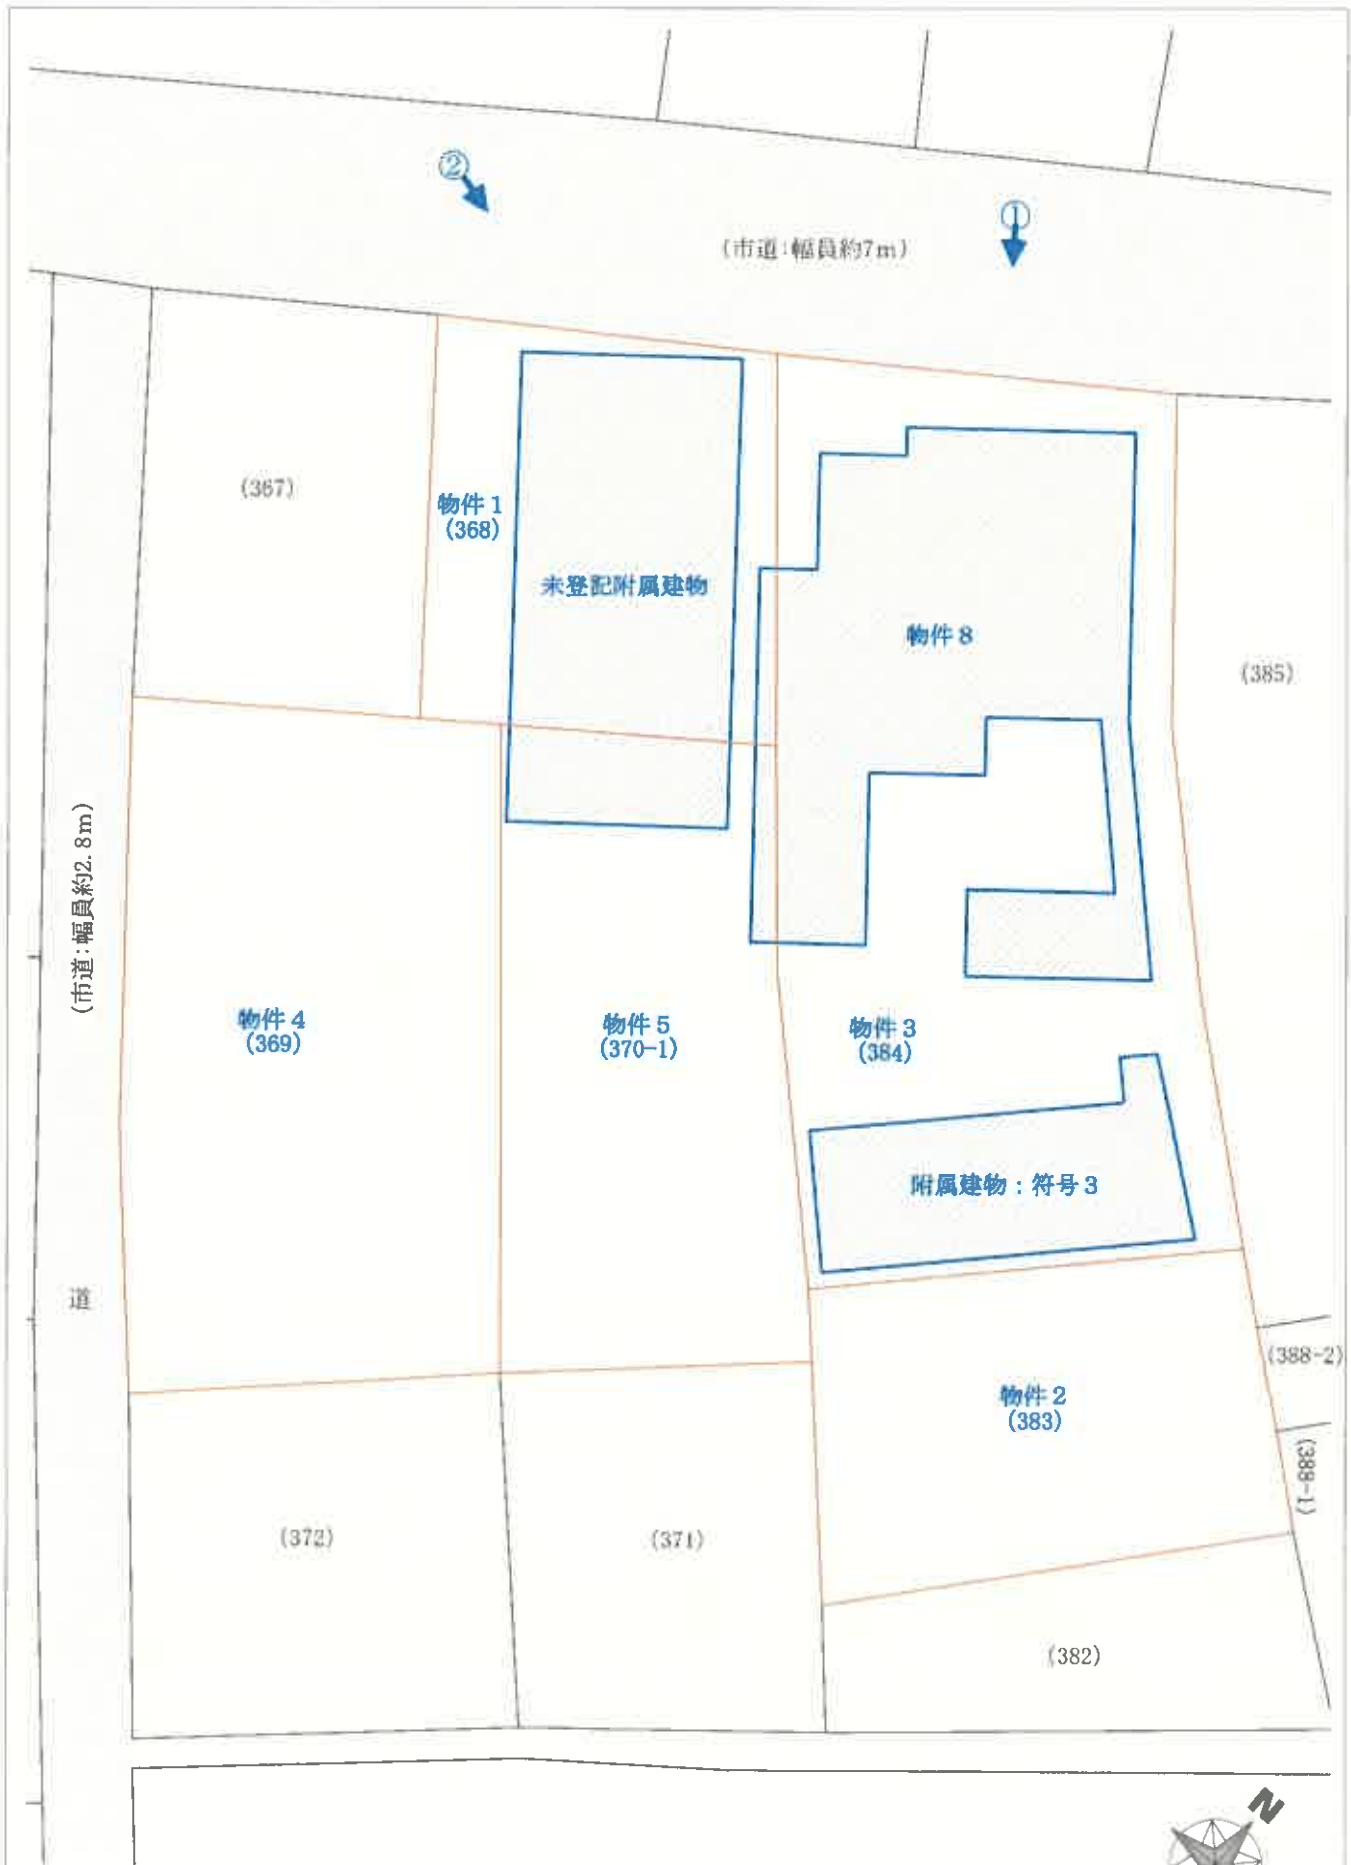 ②
①
(市道:幅員約7m)
(367)
物件1
(368)
未登記附属建物
物件8
(385)
(市道:幅員約2.8m)
物件4
(369)
物件5
(370-1)
物件3
(384)
附属建物:符号3
道
(388-2)
物件2
(383)
(388-1)
(372)
(371)
(382)
N